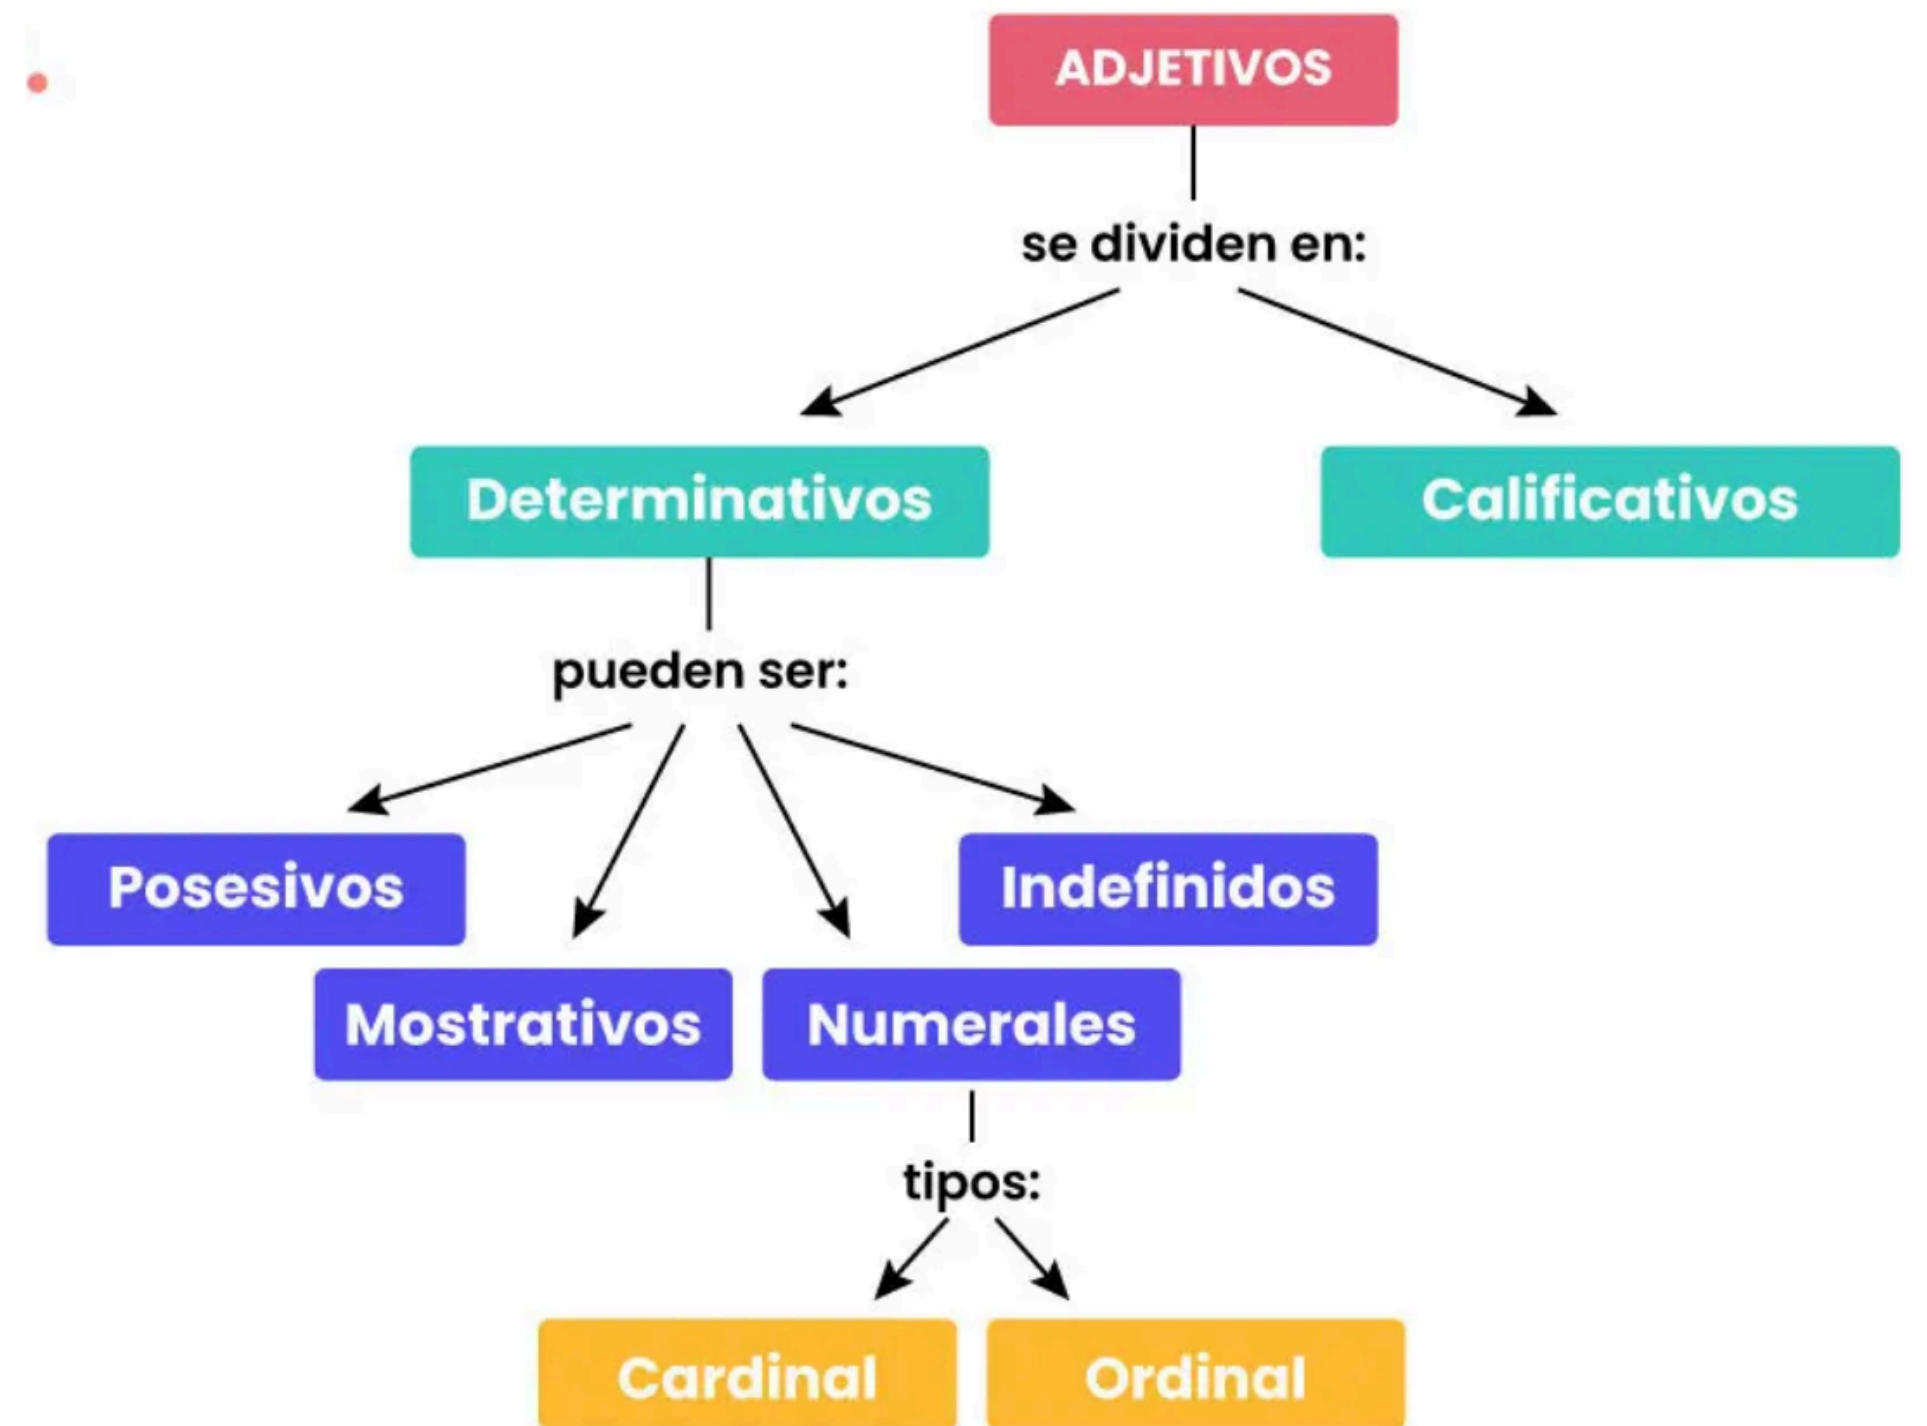 ADJETIVOS
se dividen en:
Determinativos
Calificativos
pueden ser:
Posesivos
Indefinidos
Mostrativos
Numerales
tipos:
Cardinal
Ordinal